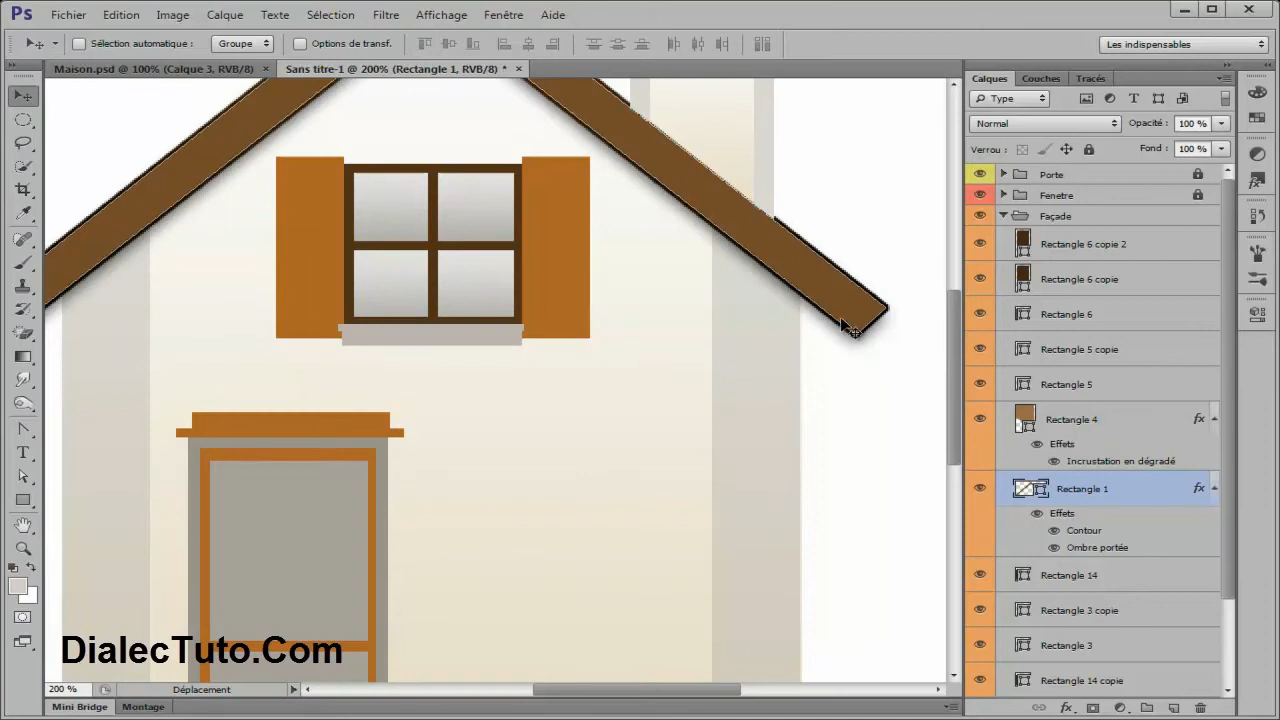 Ps Fichier Edition Image Calque Texte Sélection Filtre Affichage Fenêtre Aide
Sélection automatique : Groupe Options de transf. Les indispensables
Maison.psd @ 100% (Calque 3, RVB/8) × Sans titre-1 @ 200% (Rectangle 1, RVB/8) * ×
Calques Couches Tracés
Type
Normal Opacité : 100 %
Verrou : Fond : 100 %
Porte
Fenetre
Façade
Rectangle 6 copie 2
Rectangle 6 copie
Rectangle 6
Rectangle 5 copie
Rectangle 5
Rectangle 4 fx
Effets
Incrustation en dégradé
Rectangle 1 fx
Effets
Contour
Ombre portée
Rectangle 14
Rectangle 3 copie
Rectangle 3
Rectangle 14 copie
DialecTuto.Com
200 % Déplacement
Mini Bridge Montage